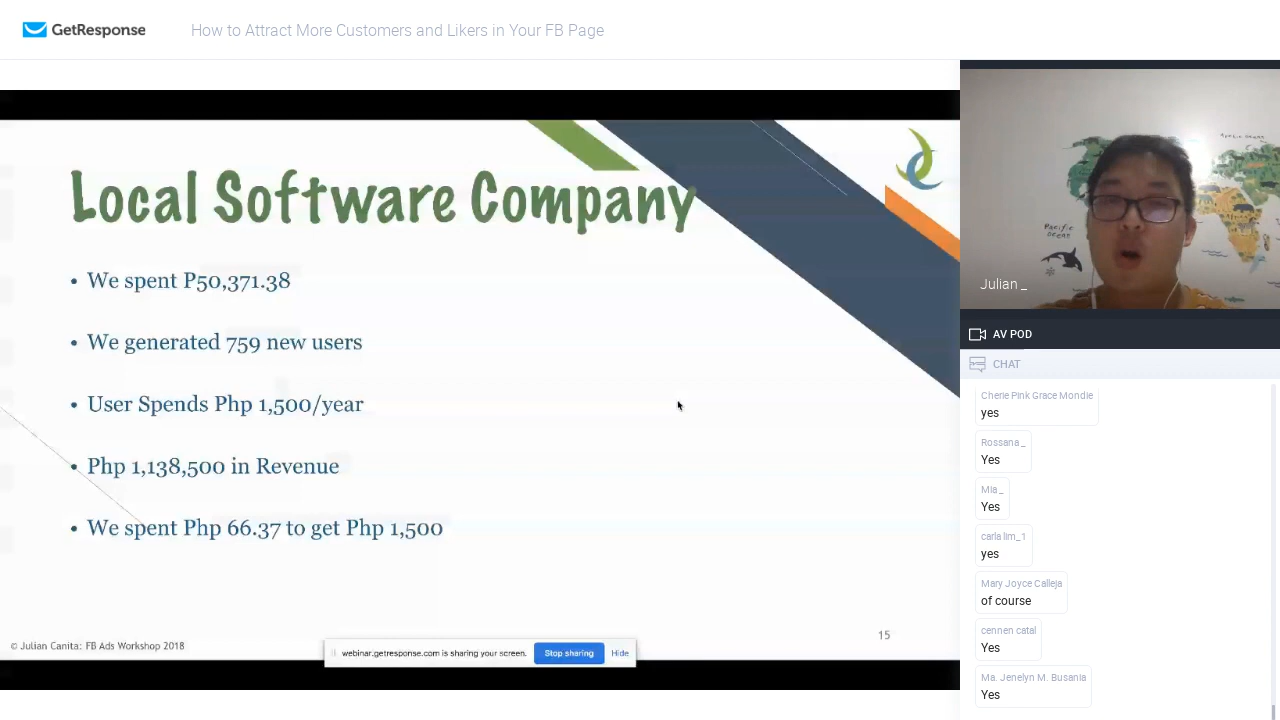 GetResponse
How to Attract More Customers and Likers in Your FB Page
Local Software Company
• We spent P50,371.38
• We generated 759 new users
• User Spends Php 1,500/year
• Php 1,138,500 in Revenue
• We spent Php 66.37 to get Php 1,500
15
© Julian Canita: FB Ads Workshop 2018
webinar.getresponse.com is sharing your screen.
Stop sharing
Hide
Pacific
Ocean
Julian _
AV POD
CHAT
Cherie Pink Grace Mondie
yes
Rossana _
Yes
Mia _
Yes
carla lim_1
yes
Mary Joyce Calleja
of course
cennen catal
Yes
Ma. Jenelyn M. Busania
Yes